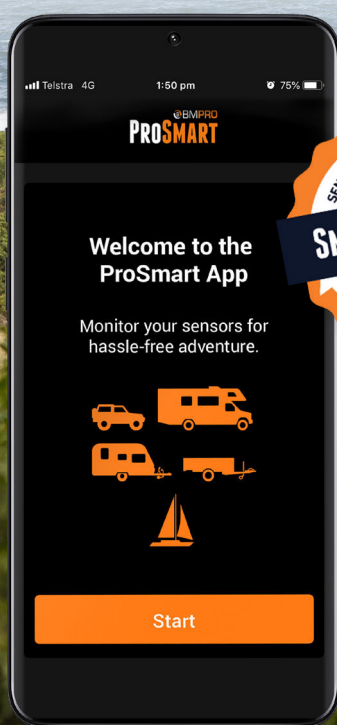 Telstra 4G 1:50 pm 75%
BMPRO
PROSMART
Welcome to the
ProSmart App
Monitor your sensors for
hassle-free adventure.
Start